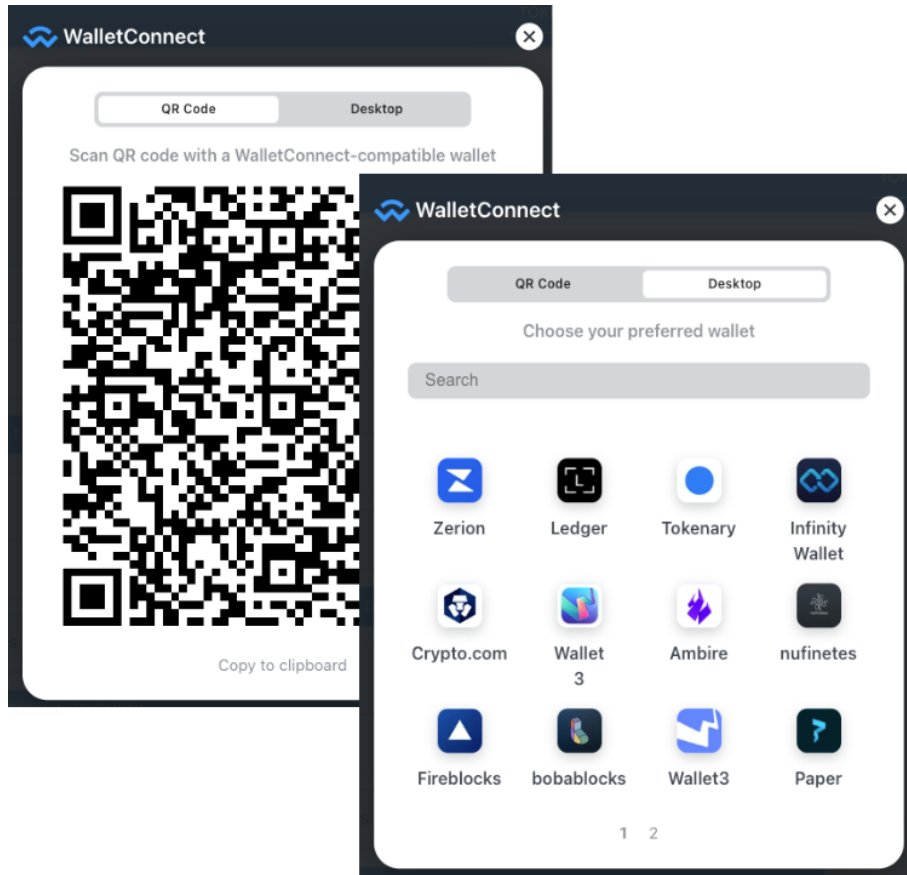 WalletConnect
QR Code Desktop
Scan QR code with a WalletConnect-compatible wallet
Copy to clipboard
WalletConnect
QR Code Desktop
Choose your preferred wallet
Search
Zerion Ledger Tokenary Infinity
Wallet
Crypto.com Wallet Ambire nufinetes
3
Fireblocks bobablocks Wallet3 Paper
1 2